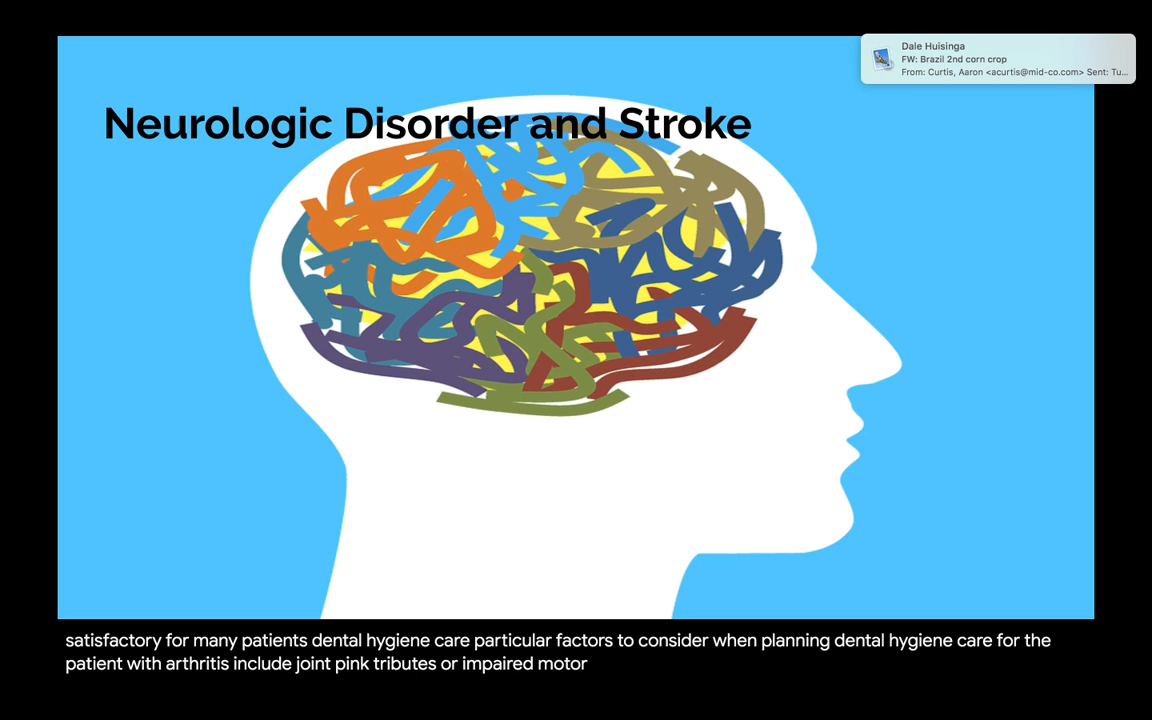 Dale Huisinga
FW: Brazil 2nd corn crop
From: Curtis, Aaron <acurtis@mid-co.com> Sent: Tu...
Neurologic Disorder and Stroke
satisfactory for many patients dental hygiene care particular factors to consider when planning dental hygiene care for the
patient with arthritis include joint pink tributes or impaired motor